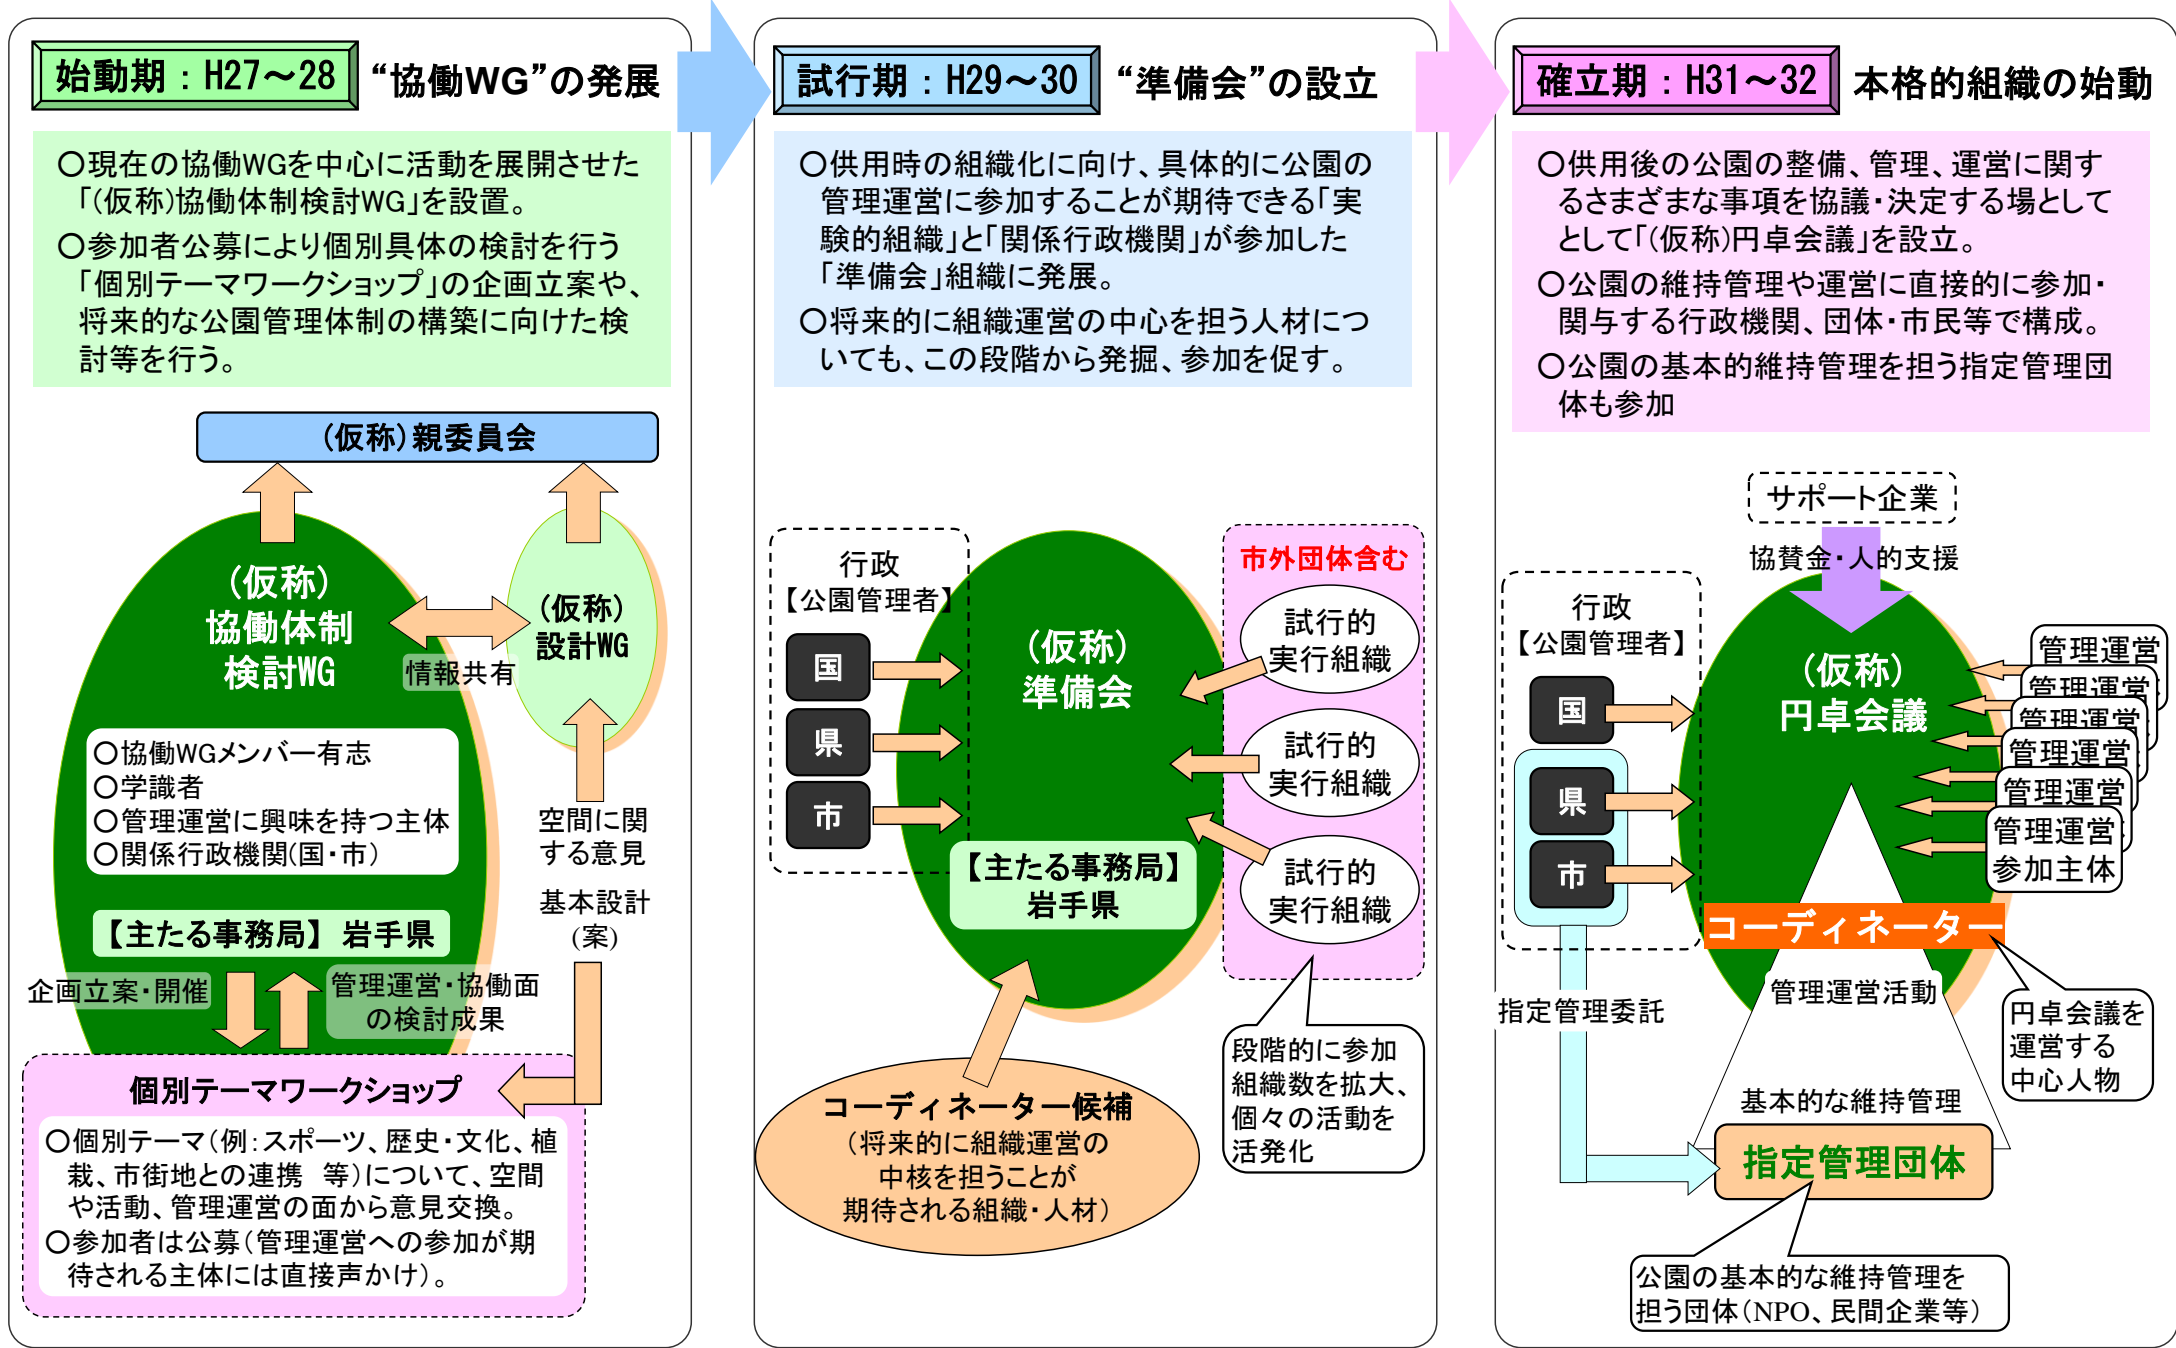 始動期：H27～28
“協働WG”の発展
〇現在の協働WGを中心に活動を展開させた
「(仮称)協働体制検討WG」を設置。
〇参加者公募により個別具体の検討を行う
「個別テーマワークショップ」の企画立案や、
将来的な公園管理体制の構築に向けた検
討等を行う。
(仮称)親委員会
(仮称)
協働体制
検討WG
(仮称)
設計WG
情報共有
〇協働WGメンバー有志
〇学識者
〇管理運営に興味を持つ主体
〇関係行政機関(国・市)
【主たる事務局】 岩手県
空間に関
する意見
基本設計
(案)
企画立案・開催
管理運営・協働面
の検討成果
個別テーマワークショップ
〇個別テーマ(例：スポーツ、歴史・文化、植
栽、市街地との連携　等)について、空間
や活動、管理運営の面から意見交換。
〇参加者は公募(管理運営への参加が期
待される主体には直接声かけ)。
試行期：H29～30
“準備会”の設立
〇供用時の組織化に向け、具体的に公園の
管理運営に参加することが期待できる「実
験的組織」と「関係行政機関」が参加した
「準備会」組織に発展。
〇将来的に組織運営の中心を担う人材につ
いても、この段階から発掘、参加を促す。
行政
【公園管理者】
国
県
市
(仮称)
準備会
【主たる事務局】
岩手県
市外団体含む
試行的
実行組織
試行的
実行組織
試行的
実行組織
段階的に参加
組織数を拡大、
個々の活動を
活発化
コーディネーター候補
(将来的に組織運営の
中核を担うことが
期待される組織・人材)
確立期：H31～32
本格的組織の始動
〇供用後の公園の整備、管理、運営に関す
るさまざまな事項を協議・決定する場として
として「(仮称)円卓会議」を設立。
〇公園の維持管理や運営に直接的に参加・
関与する行政機関、団体・市民等で構成。
〇公園の基本的維持管理を担う指定管理団
体も参加
サポート企業
協賛金・人的支援
行政
【公園管理者】
国
県
市
(仮称)
円卓会議
管理運営
管理運営
管理運営
管理運営
管理運営
管理運営
参加主体
コーディネーター
管理運営活動
指定管理委託
円卓会議を
運営する
中心人物
基本的な維持管理
指定管理団体
公園の基本的な維持管理を
担う団体(NPO、民間企業等)